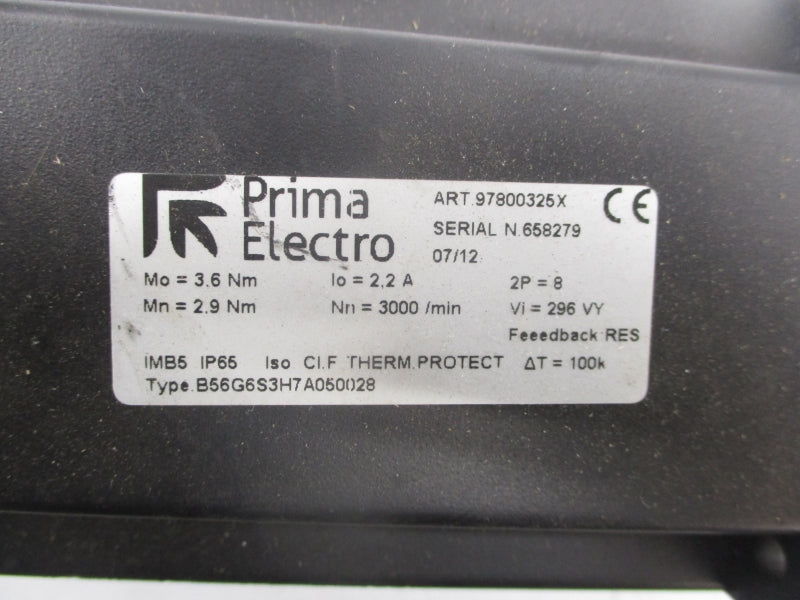 Prima
Electro
ART.97800325X
CE
SERIAL N.658279
07/12
Mo = 3.6 Nm Io = 2,2 A 2P = 8
Mn = 2.9 Nm Nn = 3000 /min Vi = 296 VY
Feeedback RES
IMB5 IP65 Iso Cl.F THERM.PROTECT ΔT = 100k
Type.B56G6S3H7A050028